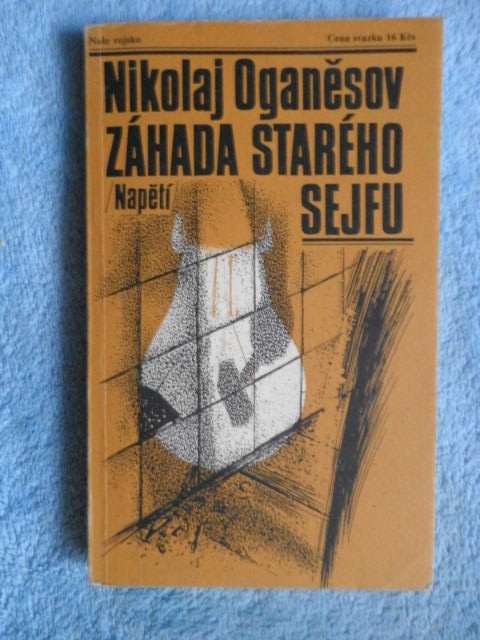 Naše vojsko
Cena svazku 16 Kčs
Nikolaj Oganěsov
ZÁHADA STARÉHO
SEJFU
/Napětí/